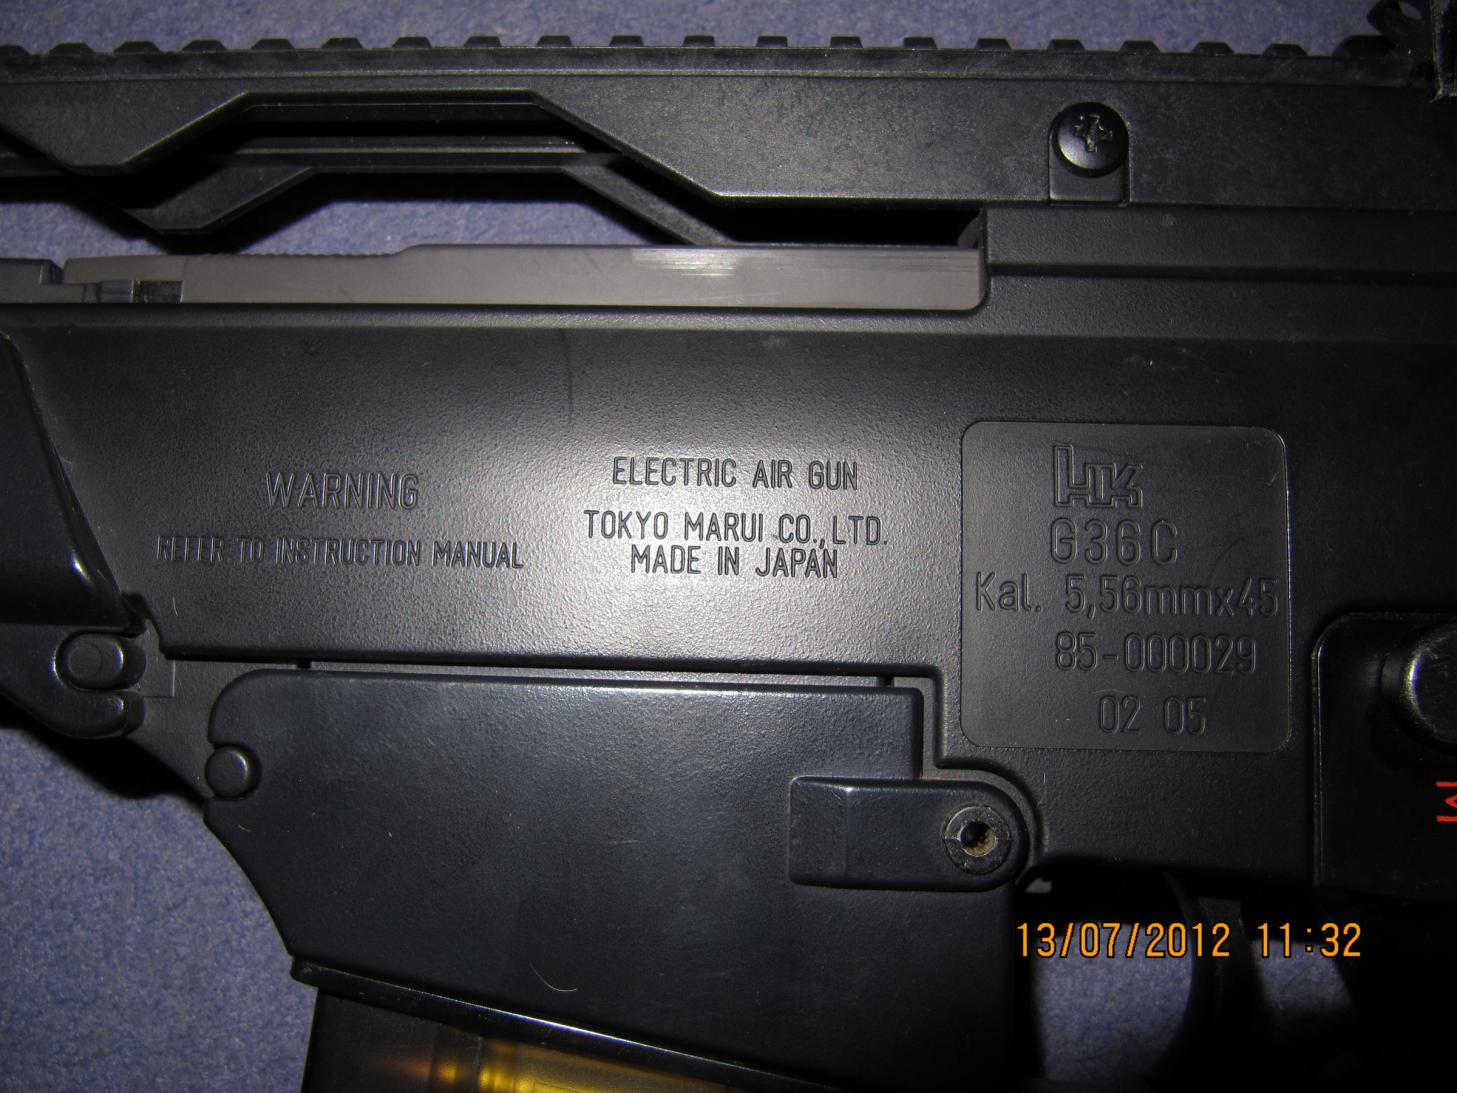 WARNING
REFER TO INSTRUCTION MANUAL
ELECTRIC AIR GUN
TOKYO MARUI CO.,LTD.
MADE IN JAPAN
HK
G36C
Kal. 5,56mmx45
85-000029
02 05
13/07/2012 11:32